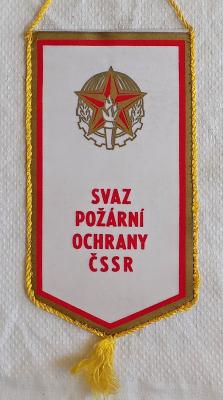 SVAZ
POŽÁRNÍ
OCHRANY
ČSSR